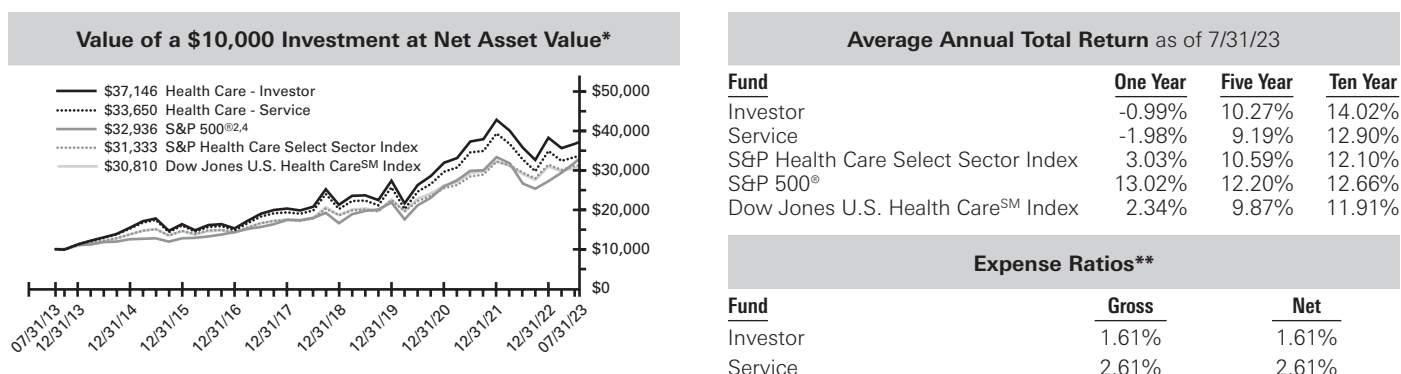 Value of a $10,000 Investment at Net Asset Value*
$37,146 Health Care - Investor
$33,650 Health Care - Service
$32,936 S&P 500®2,4
$31,333 S&P Health Care Select Sector Index
$30,810 Dow Jones U.S. Health CareSM Index
$50,000
$40,000
$30,000
$20,000
$10,000
$0
07/31/13
12/31/13
12/31/14
12/31/15
12/31/16
12/31/17
12/31/18
12/31/19
12/31/20
12/31/21
12/31/22
07/31/23
Average Annual Total Return as of 7/31/23
Fund One Year Five Year Ten Year
Investor -0.99% 10.27% 14.02%
Service -1.98% 9.19% 12.90%
S&P Health Care Select Sector Index 3.03% 10.59% 12.10%
S&P 500® 13.02% 12.20% 12.66%
Dow Jones U.S. Health CareSM Index 2.34% 9.87% 11.91%
Expense Ratios**
Fund Gross Net
Investor 1.61% 1.61%
Service 2.61% 2.61%